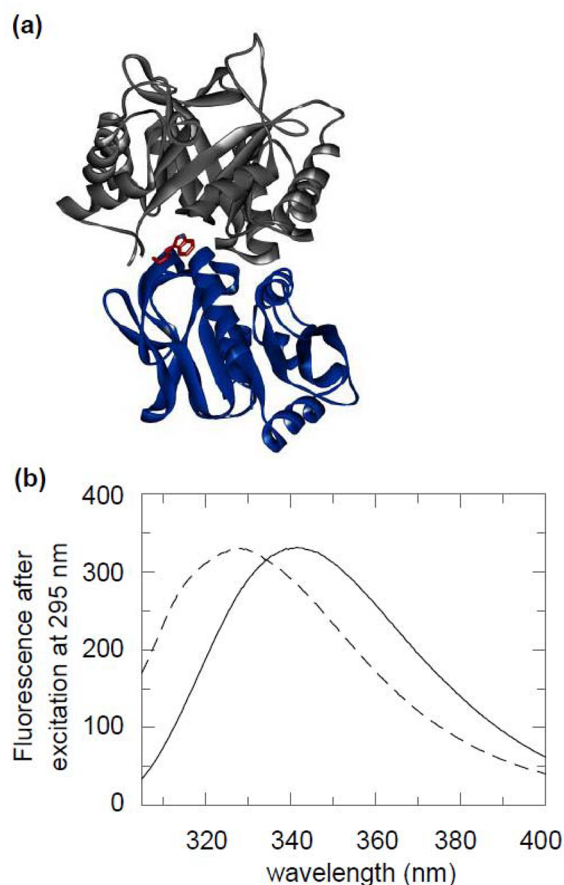 (a)
(b)
400
300
200
100
0
Fluorescence after
excitation at 295 nm
320 340 360 380 400
wavelength (nm)